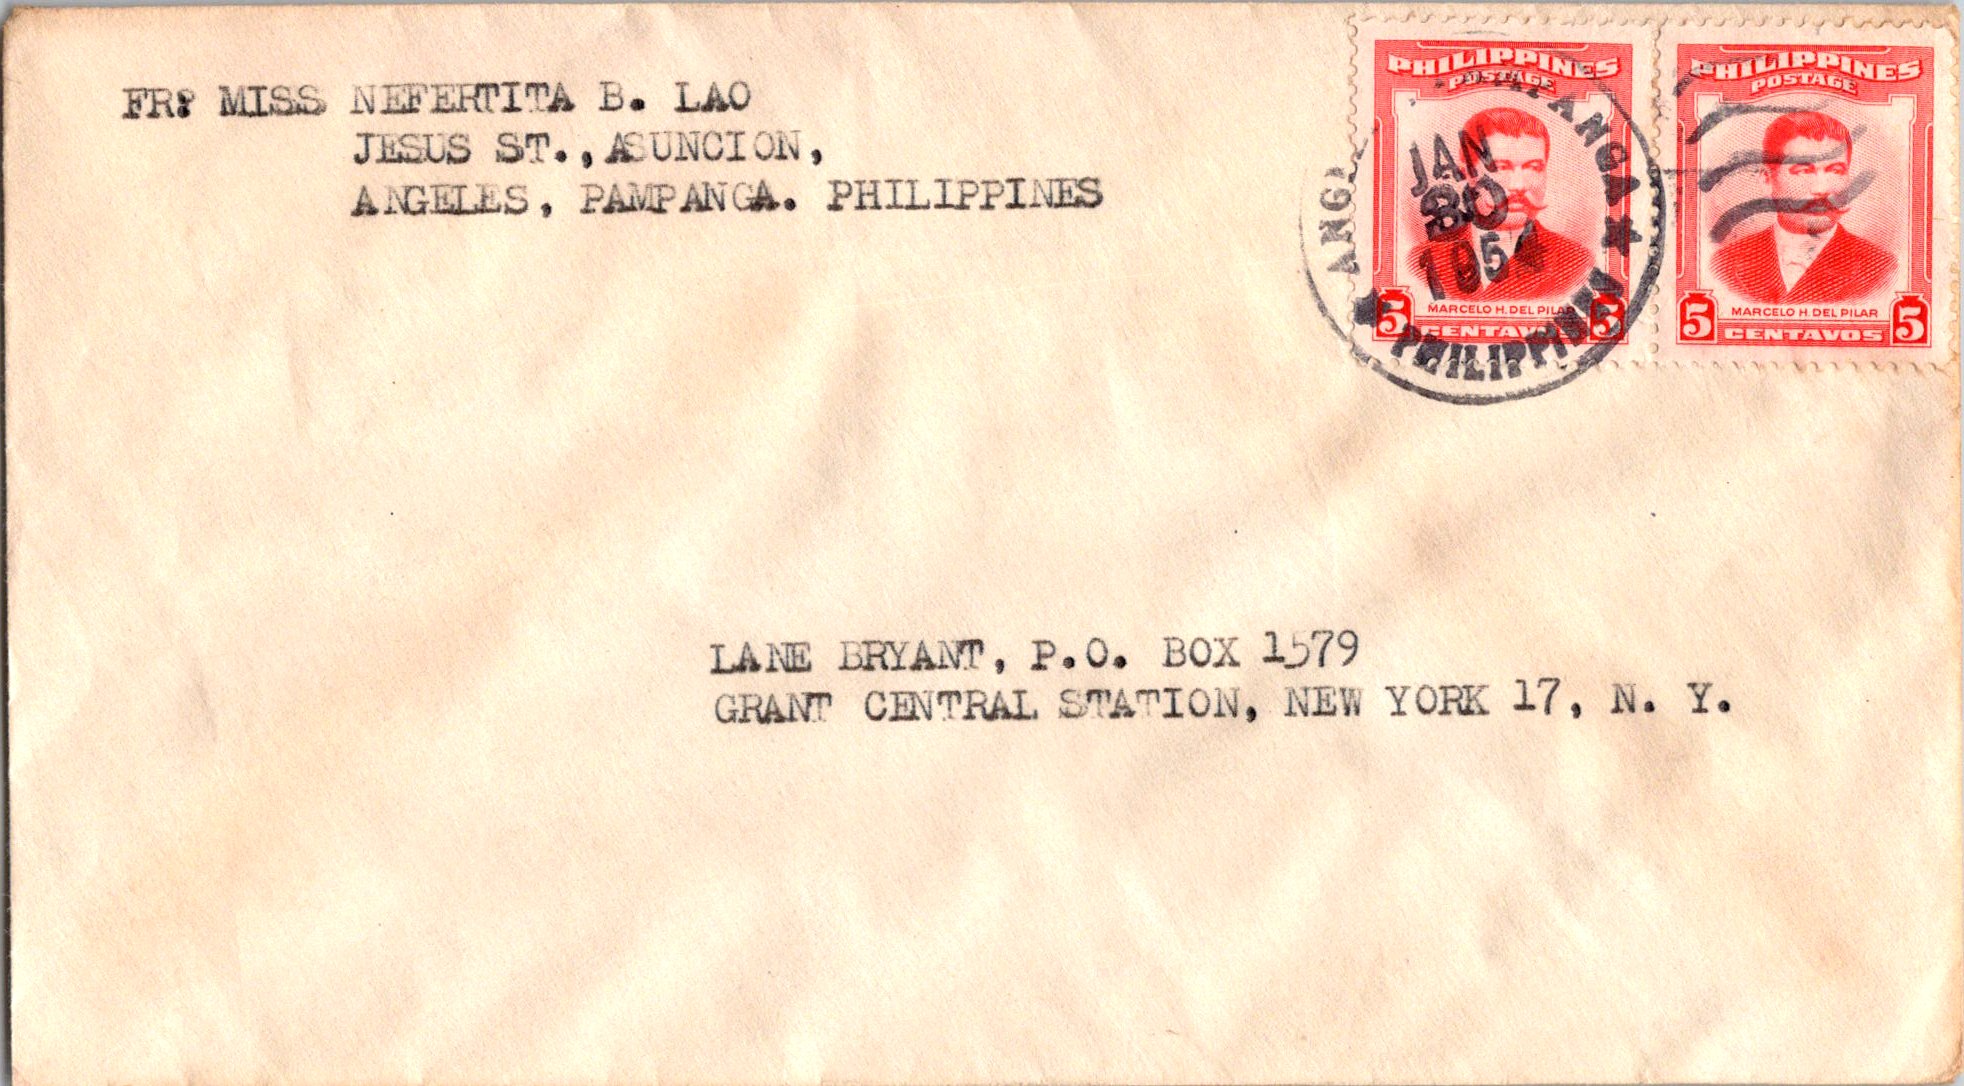 FR: MISS NEFERTITA B. LAO
JESUS ST., ASUNCION,
ANGELES, PAMPANGA. PHILIPPINES
PHILIPPINES
POSTAGE
MARCELO H. DEL PILAR
5 CENTAVOS 5
PHILIPPINES
POSTAGE
MARCELO H. DEL PILAR
5 CENTAVOS 5
JAN
30
1954
PHILIPPINES
LANE BRYANT, P.O. BOX 1579
GRANT CENTRAL STATION, NEW YORK 17, N. Y.